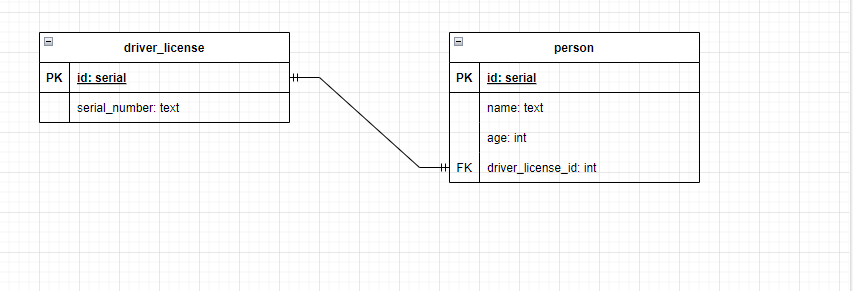 driver_license
PK id: serial
serial_number: text
person
PK id: serial
name: text
age: int
FK driver_license_id: int